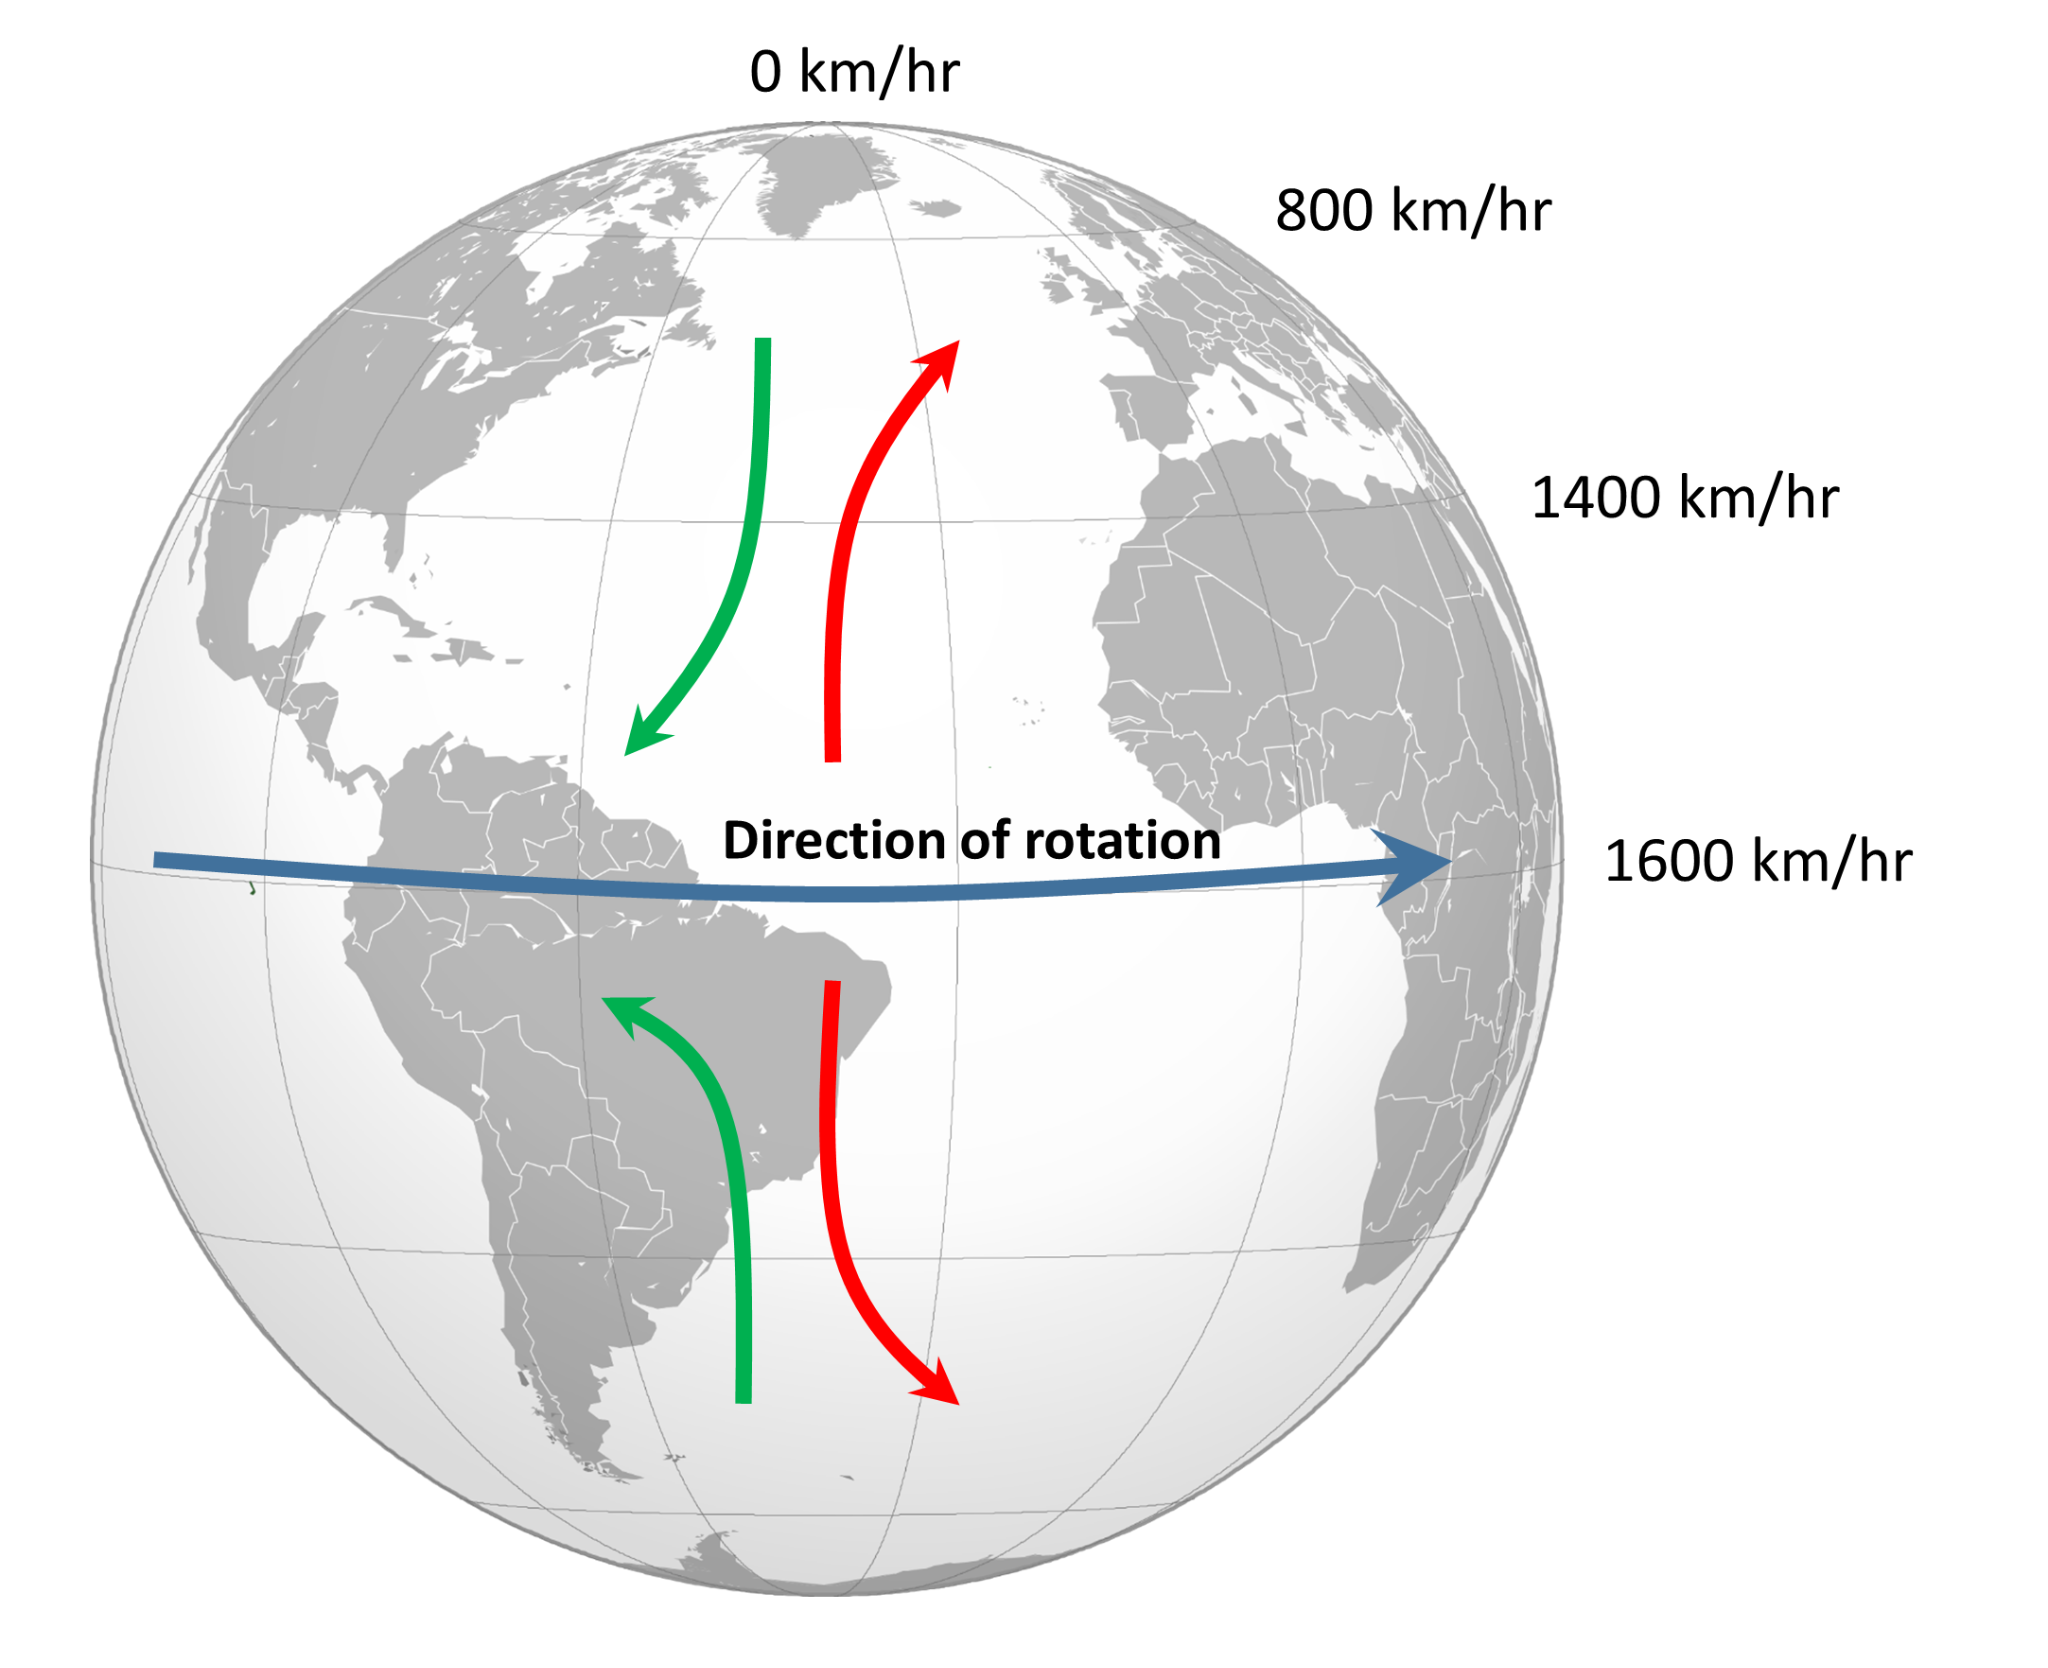 0 km/hr
800 km/hr
1400 km/hr
Direction of rotation
1600 km/hr